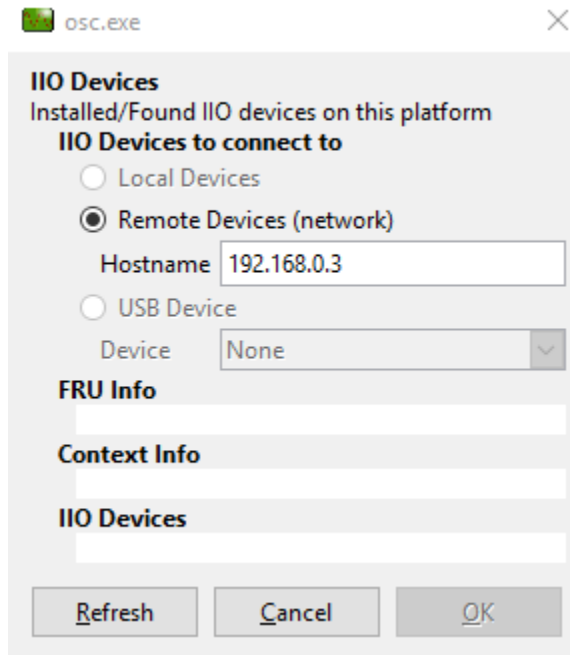 osc.exe
IIO Devices
Installed/Found IIO devices on this platform
IIO Devices to connect to
Local Devices
Remote Devices (network)
Hostname 192.168.0.3
USB Device
Device None
FRU Info
Context Info
IIO Devices
Refresh Cancel OK